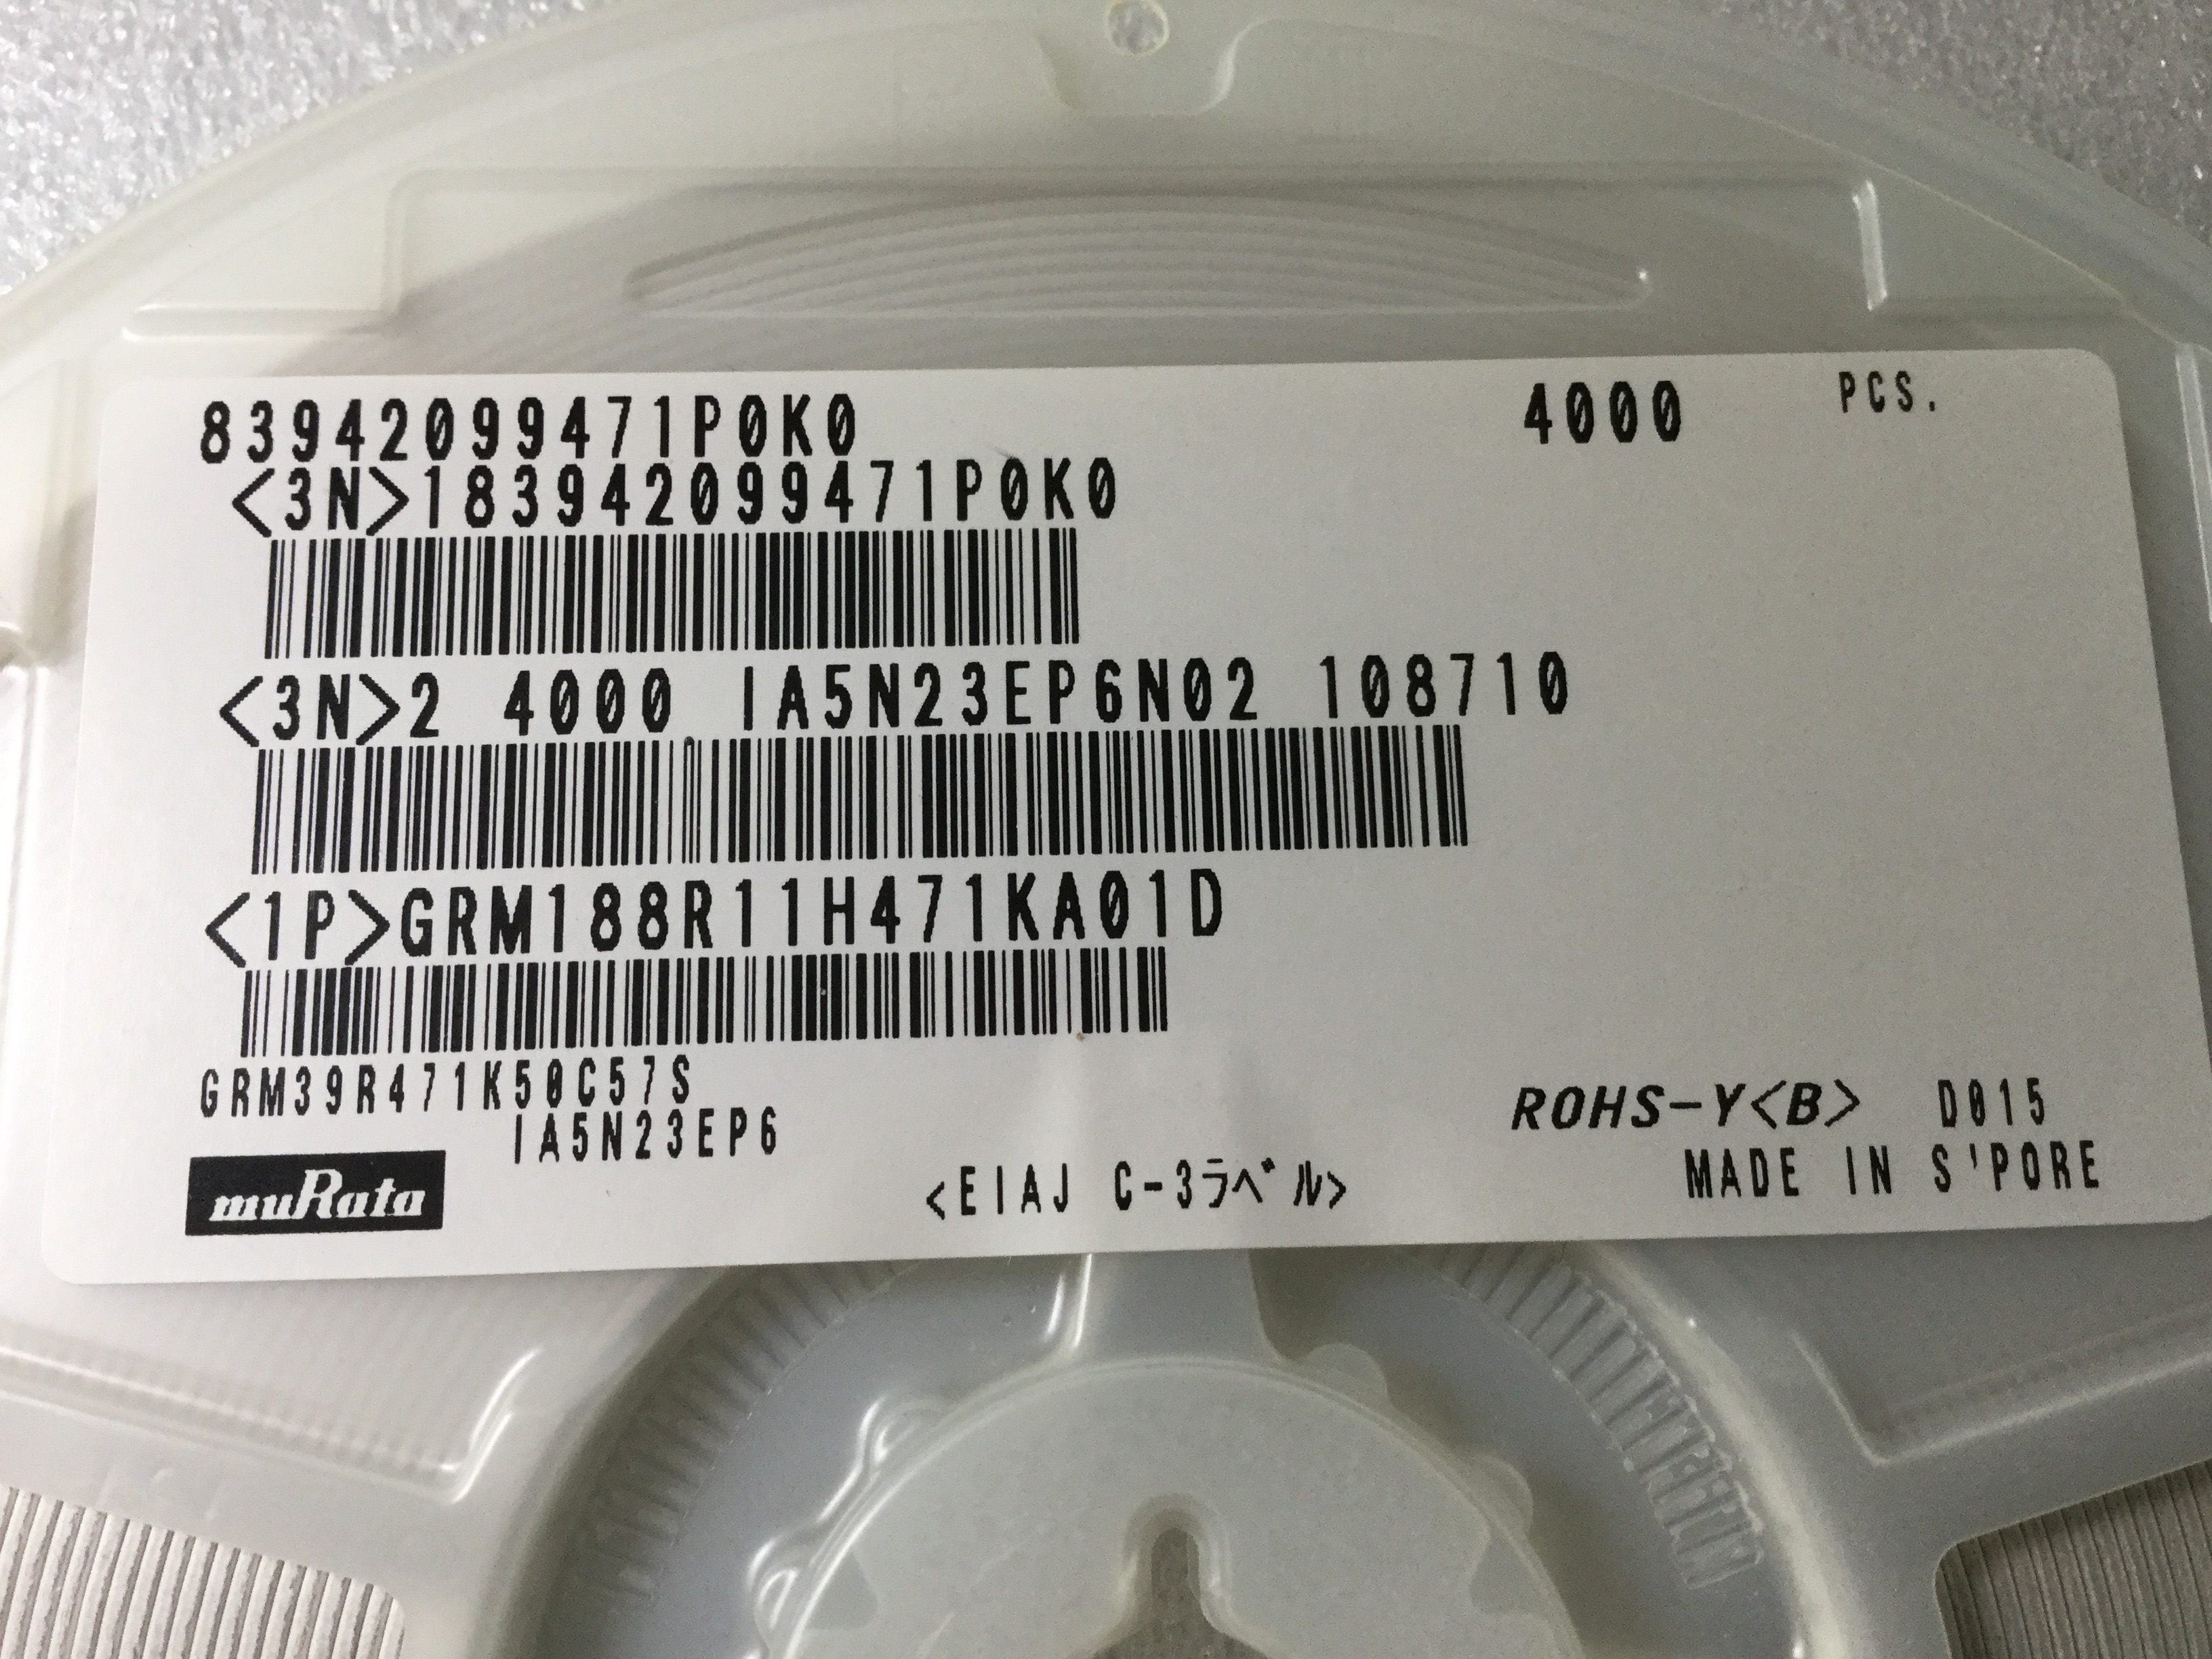 83942099471P0K0 4000 PCS.
<3N>183942099471P0K0
<3N>2 4000 IA5N23EP6N02 108710
<1P>GRM188R11H471KA01D
GRM39R471K50C57S
IA5N23EP6
ROHS-Y<B> D015
muRata
<EIAJ C-3ラベル>
MADE IN S'PORE